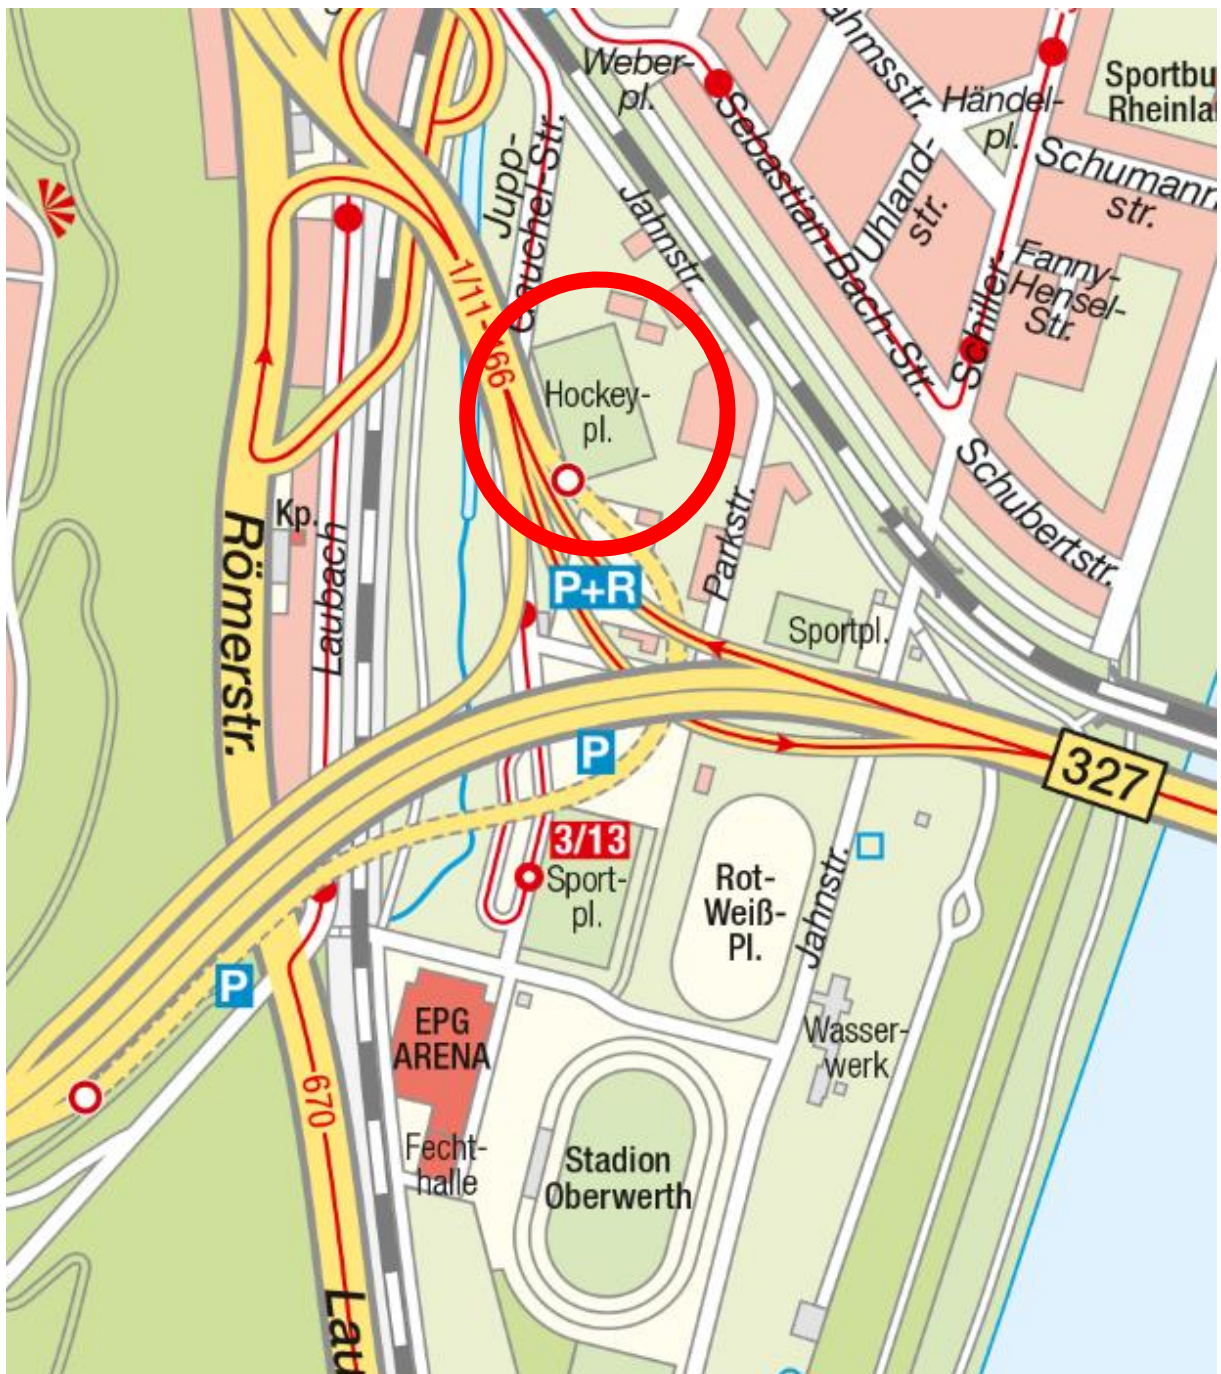 Weber-
pl.
ahmsstr.
Händel-
pl.
Sportbu
Rheinla
Schumann
str.
Uhland-
str.
Sebastian-Bach-Str.
Jupp-
Gauchel-Str.
Jahnstr.
Schiller-
Fanny-
Hensel-
Str.
1/11-
66
Hockey-
pl.
Schubertstr.
Parkstr.
Kp.
Römerstr.
Laubach
P+R
Sportpl.
P
327
3/13
Sport-
pl.
Rot-
Weiß-
Pl.
Jahnstr.
P
EPG
ARENA
Wasser-
werk
670
Fecht-
halle
Stadion
Oberwerth
Lau